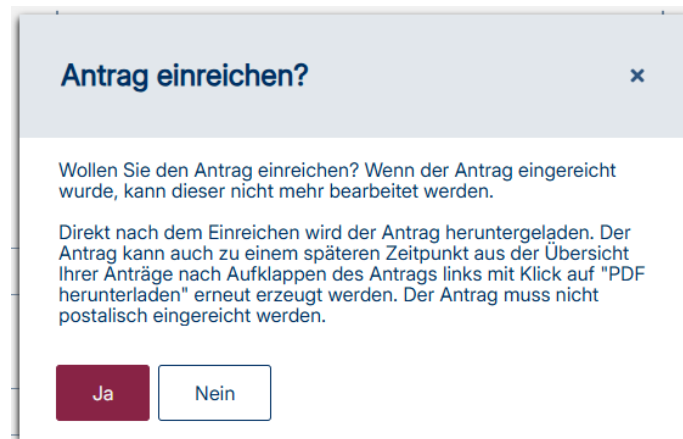 Antrag einreichen?
×
Wollen Sie den Antrag einreichen? Wenn der Antrag eingereicht
wurde, kann dieser nicht mehr bearbeitet werden.
Direkt nach dem Einreichen wird der Antrag heruntergeladen. Der
Antrag kann auch zu einem späteren Zeitpunkt aus der Übersicht
Ihrer Anträge nach Aufklappen des Antrags links mit Klick auf "PDF
herunterladen" erneut erzeugt werden. Der Antrag muss nicht
postalisch eingereicht werden.
Ja
Nein